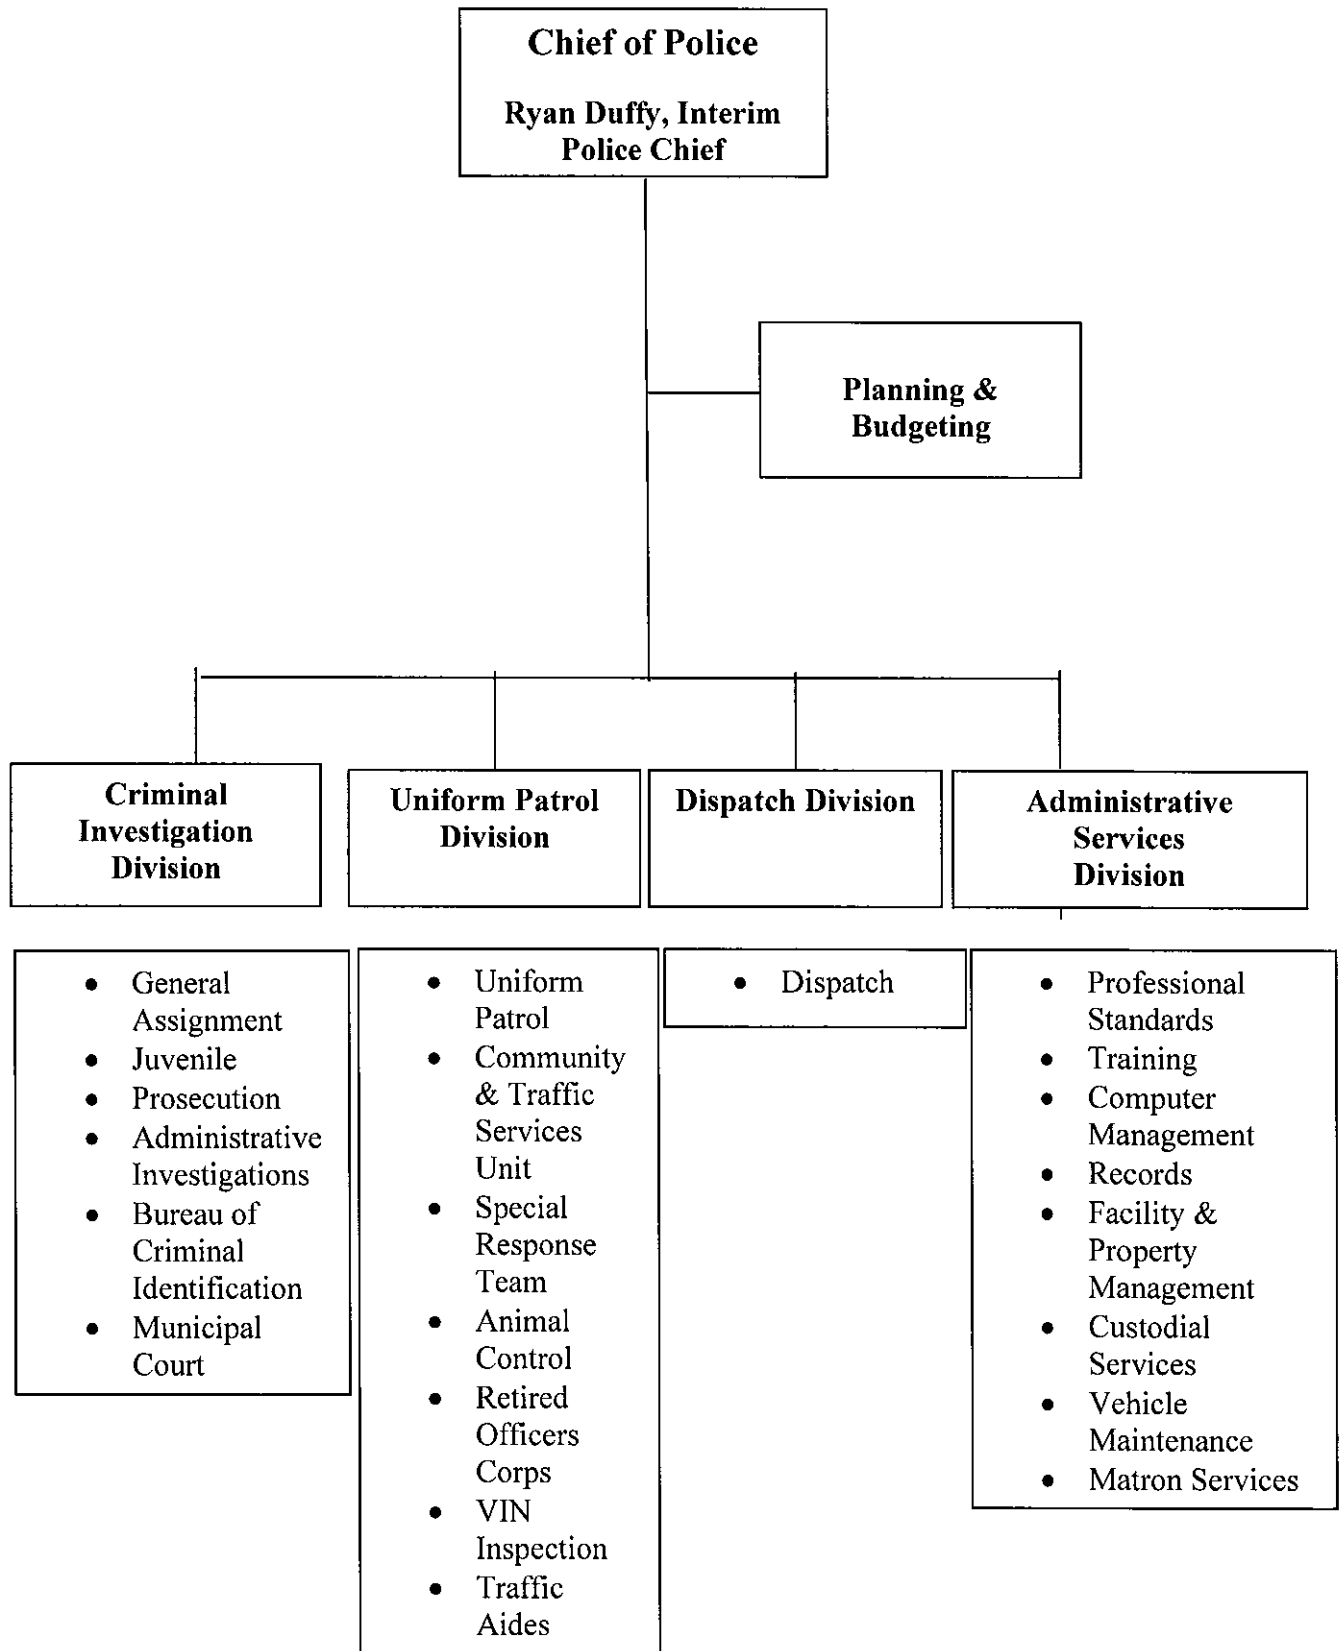 Chief of Police
Ryan Duffy, Interim
Police Chief
Planning &
Budgeting
Criminal
Investigation
Division
Uniform Patrol
Division
Dispatch Division
Administrative
Services
Division
• General
Assignment
• Juvenile
• Prosecution
• Administrative
Investigations
• Bureau of
Criminal
Identification
• Municipal
Court
• Uniform
Patrol
• Community
& Traffic
Services
Unit
• Special
Response
Team
• Animal
Control
• Retired
Officers
Corps
• VIN
Inspection
• Traffic
Aides
• Dispatch
• Professional
Standards
• Training
• Computer
Management
• Records
• Facility &
Property
Management
• Custodial
Services
• Vehicle
Maintenance
• Matron Services